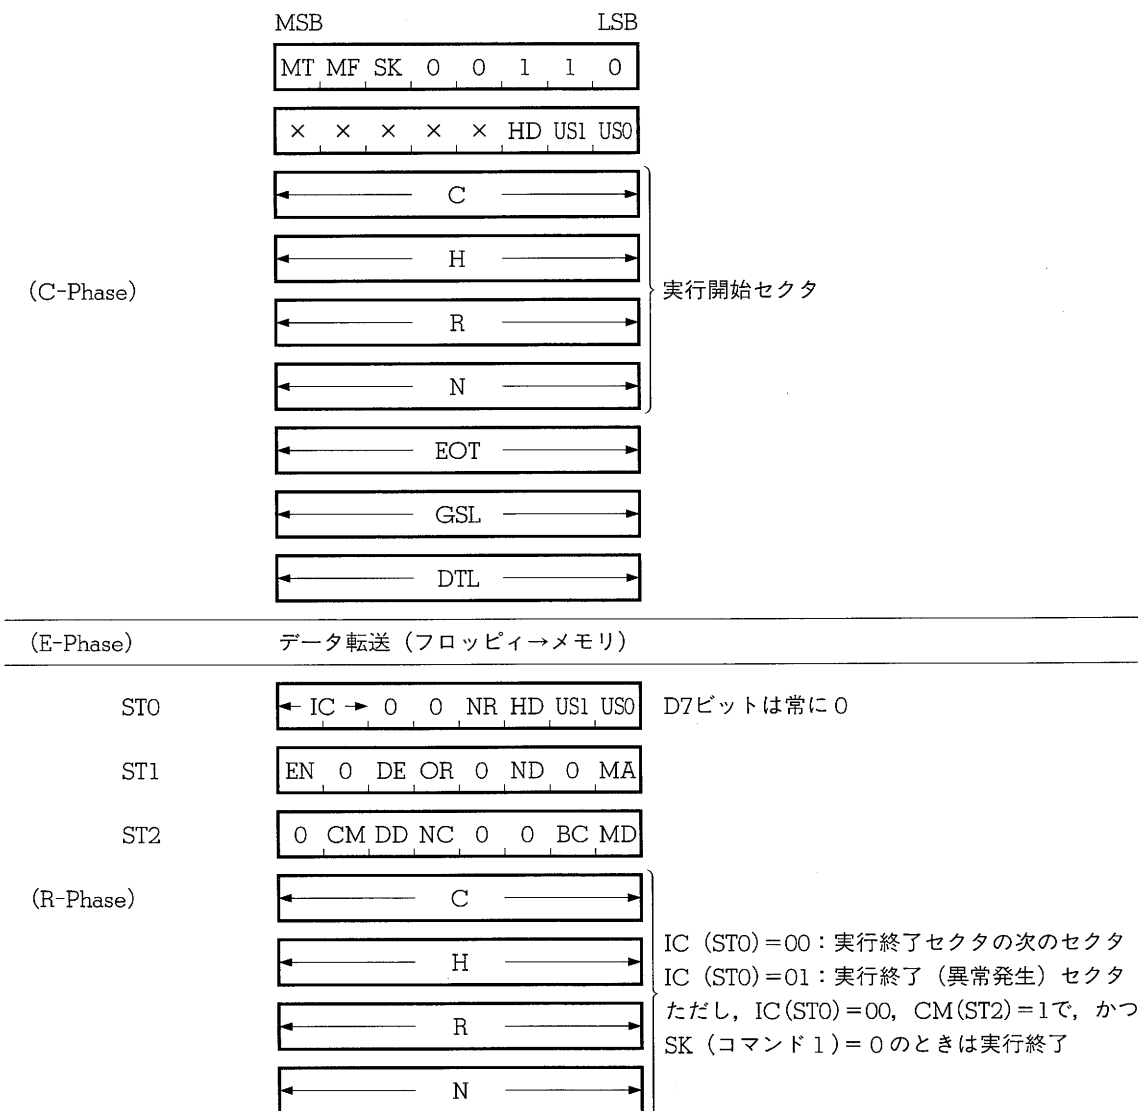 MSB LSB
MT MF SK 0 0 1 1 0
× × × × × HD US1 US0
C
H
(C-Phase) 実行開始セクタ
R
N
EOT
GSL
DTL
(E-Phase) データ転送（フロッピィ→メモリ）
ST0 IC 0 0 NR HD US1 US0 D7ビットは常に0
ST1 EN 0 DE OR 0 ND 0 MA
ST2 0 CM DD NC 0 0 BC MD
(R-Phase) C
IC (ST0)=00：実行終了セクタの次のセクタ
H
IC (ST0)=01：実行終了（異常発生）セクタ
ただし，IC(ST0)=00，CM(ST2)=1で，かつ
R
SK（コマンド1）=0のときは実行終了
N